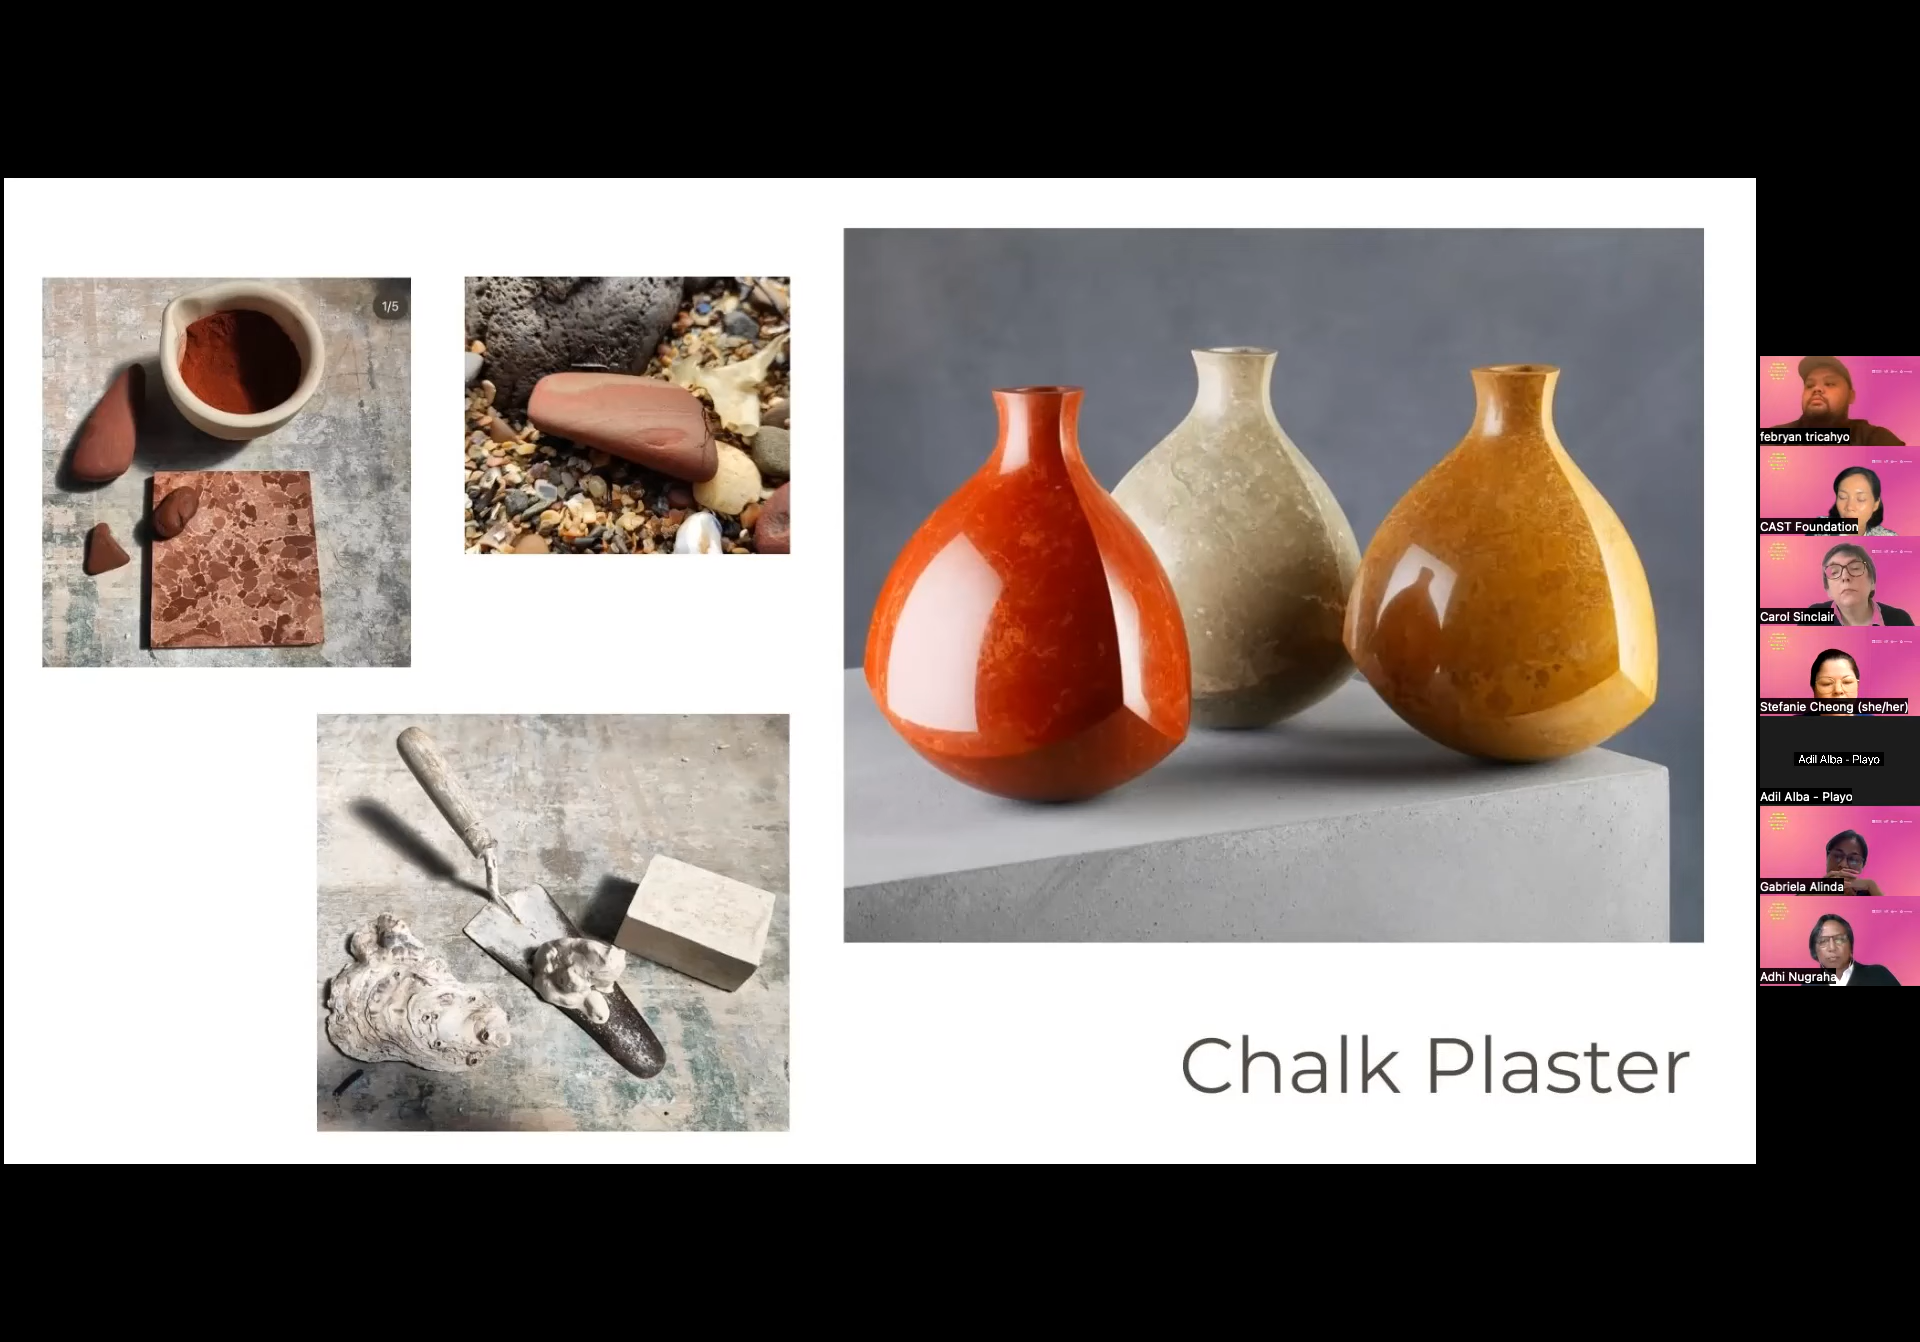 1/5
Chalk Plaster
febryan tricahyo
CAST Foundation
Carol Sinclair
Stefanie Cheong (she/her)
Adil Alba - Playo
Adil Alba - Playo
Gabriela Alinda
Adhi Nugraha